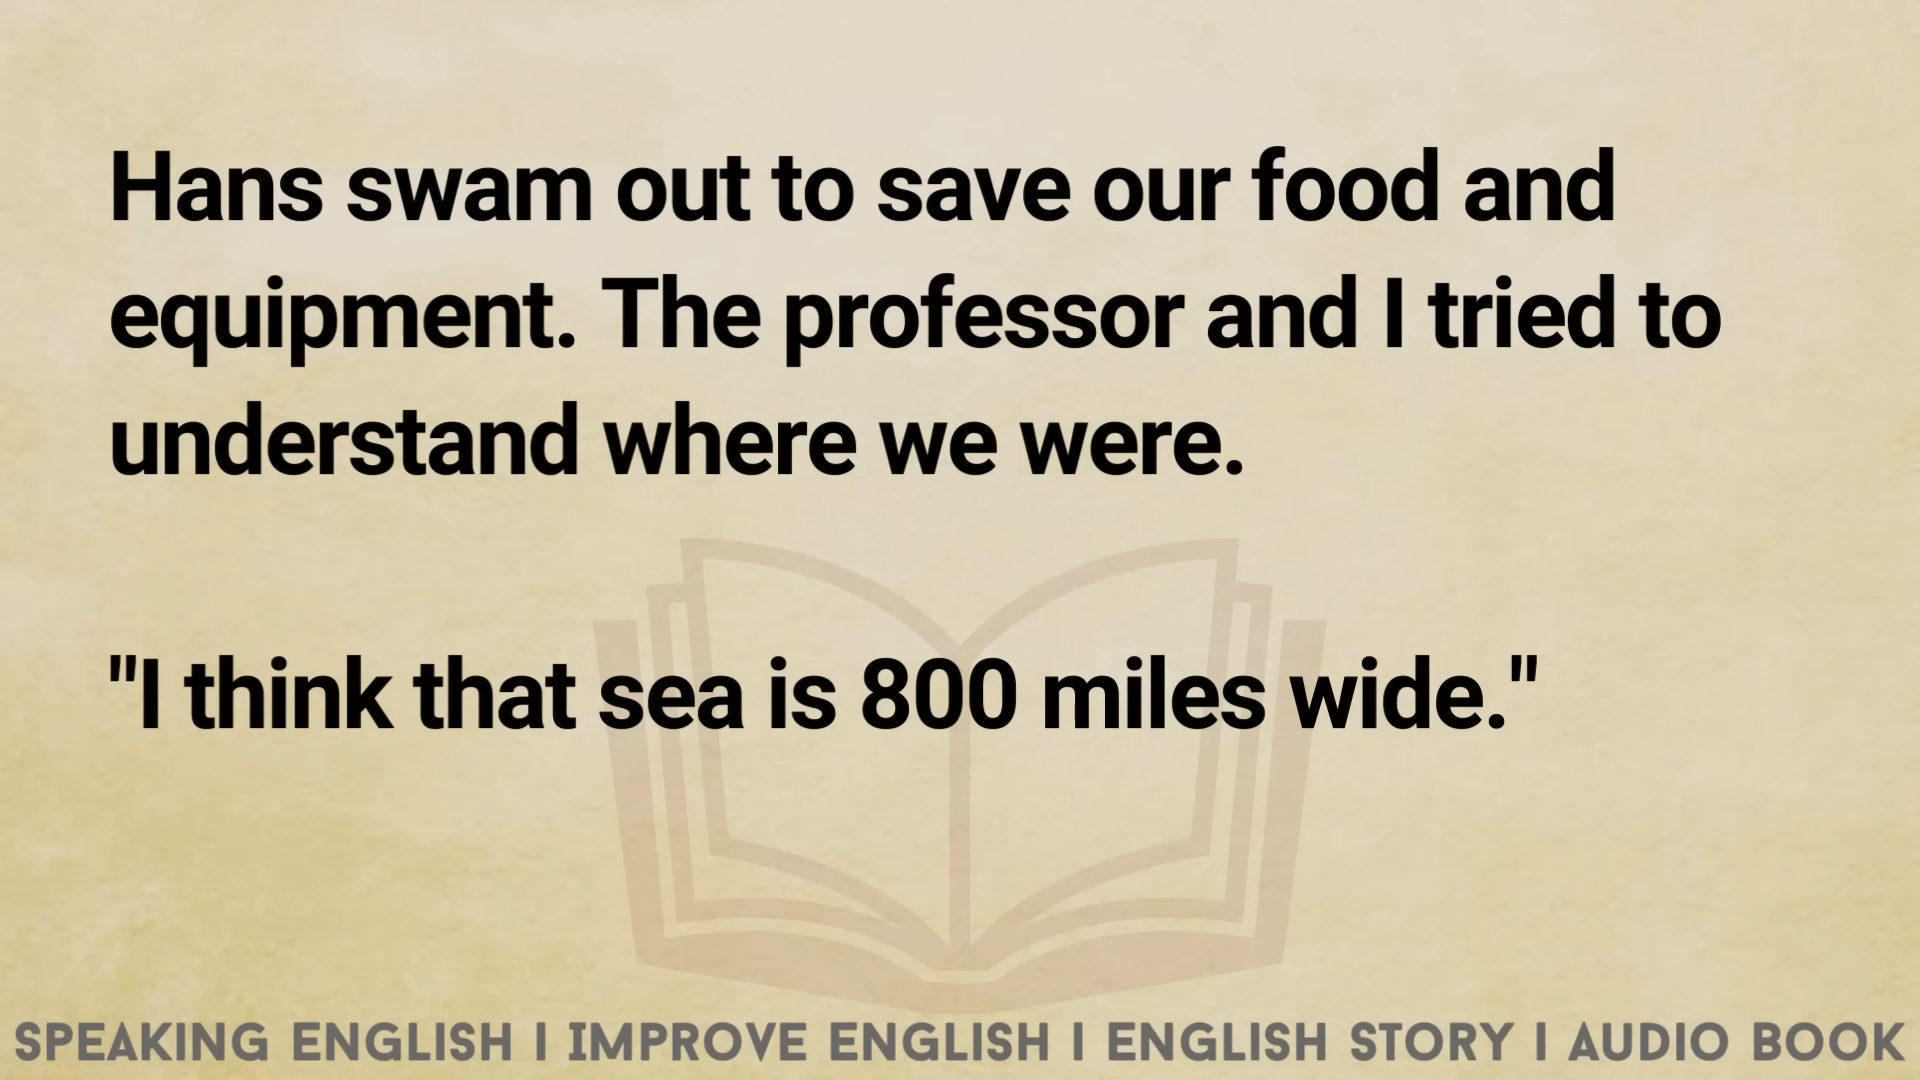 Hans swam out to save our food and
equipment. The professor and I tried to
understand where we were.
"I think that sea is 800 miles wide."
SPEAKING ENGLISH | IMPROVE ENGLISH | ENGLISH STORY | AUDIO BOOK